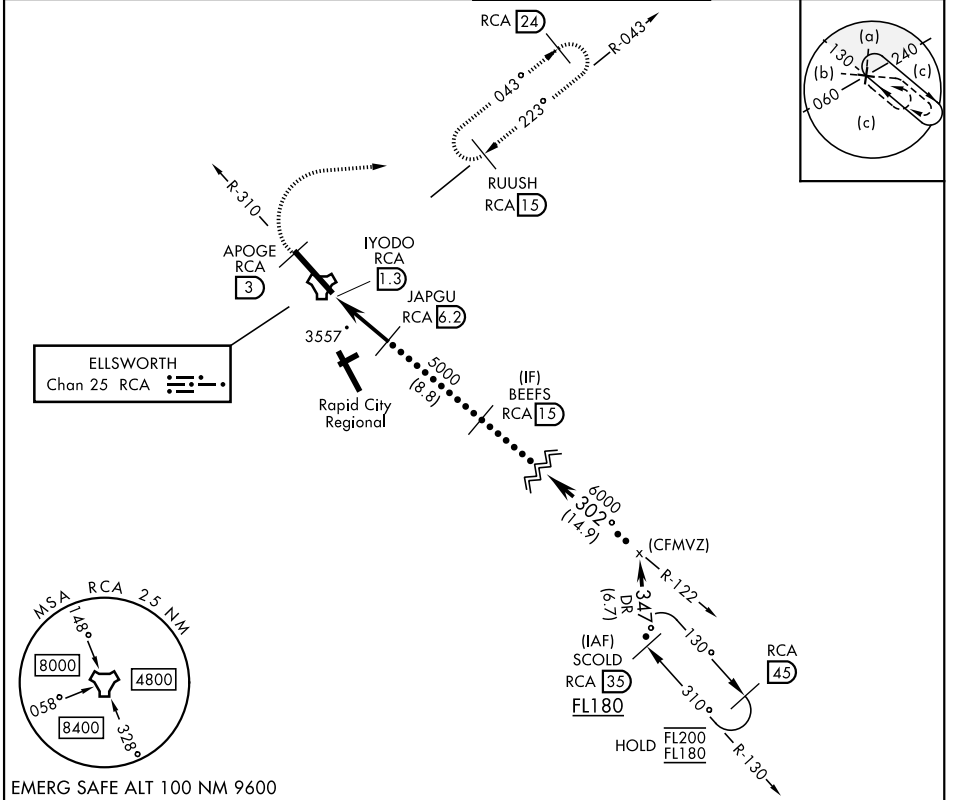 RCA 24
R-043
043°
223°
RUUSH
RCA 15
(a)
130
240
(b)
(c)
060
(c)
R-310
APOGE
RCA
3
IYODO
RCA
1.3
JAPGU
RCA 6.2
3557
ELLSWORTH
Chan 25 RCA
Rapid City
Regional
5000
(8.8)
(IF)
BEEFS
RCA 15
6000
302°
(14.9)
x (CFMVZ)
R-122
347°
DR
(6.7)
130°
(IAF)
SCOLD
RCA 35
FL180
RCA
45
310°
HOLD FL200
FL180
R-130
MSA RCA 25 NM
148°
8000
4800
058°
8400
328°
EMERG SAFE ALT 100 NM 9600